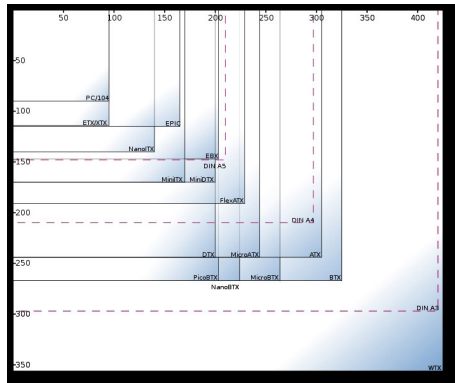 50 100 150 200 250 300 350 400
50
PC/104
100
ETX/XTX EPIC
NanoITX
150
EBX
DIN A5
MiniITX MiniDTX
200
FlexATX
DIN A4
250
DTX MicroATX ATX
PicoBTX MicroBTX BTX
NanoBTX
300
DIN A3
350
WTX